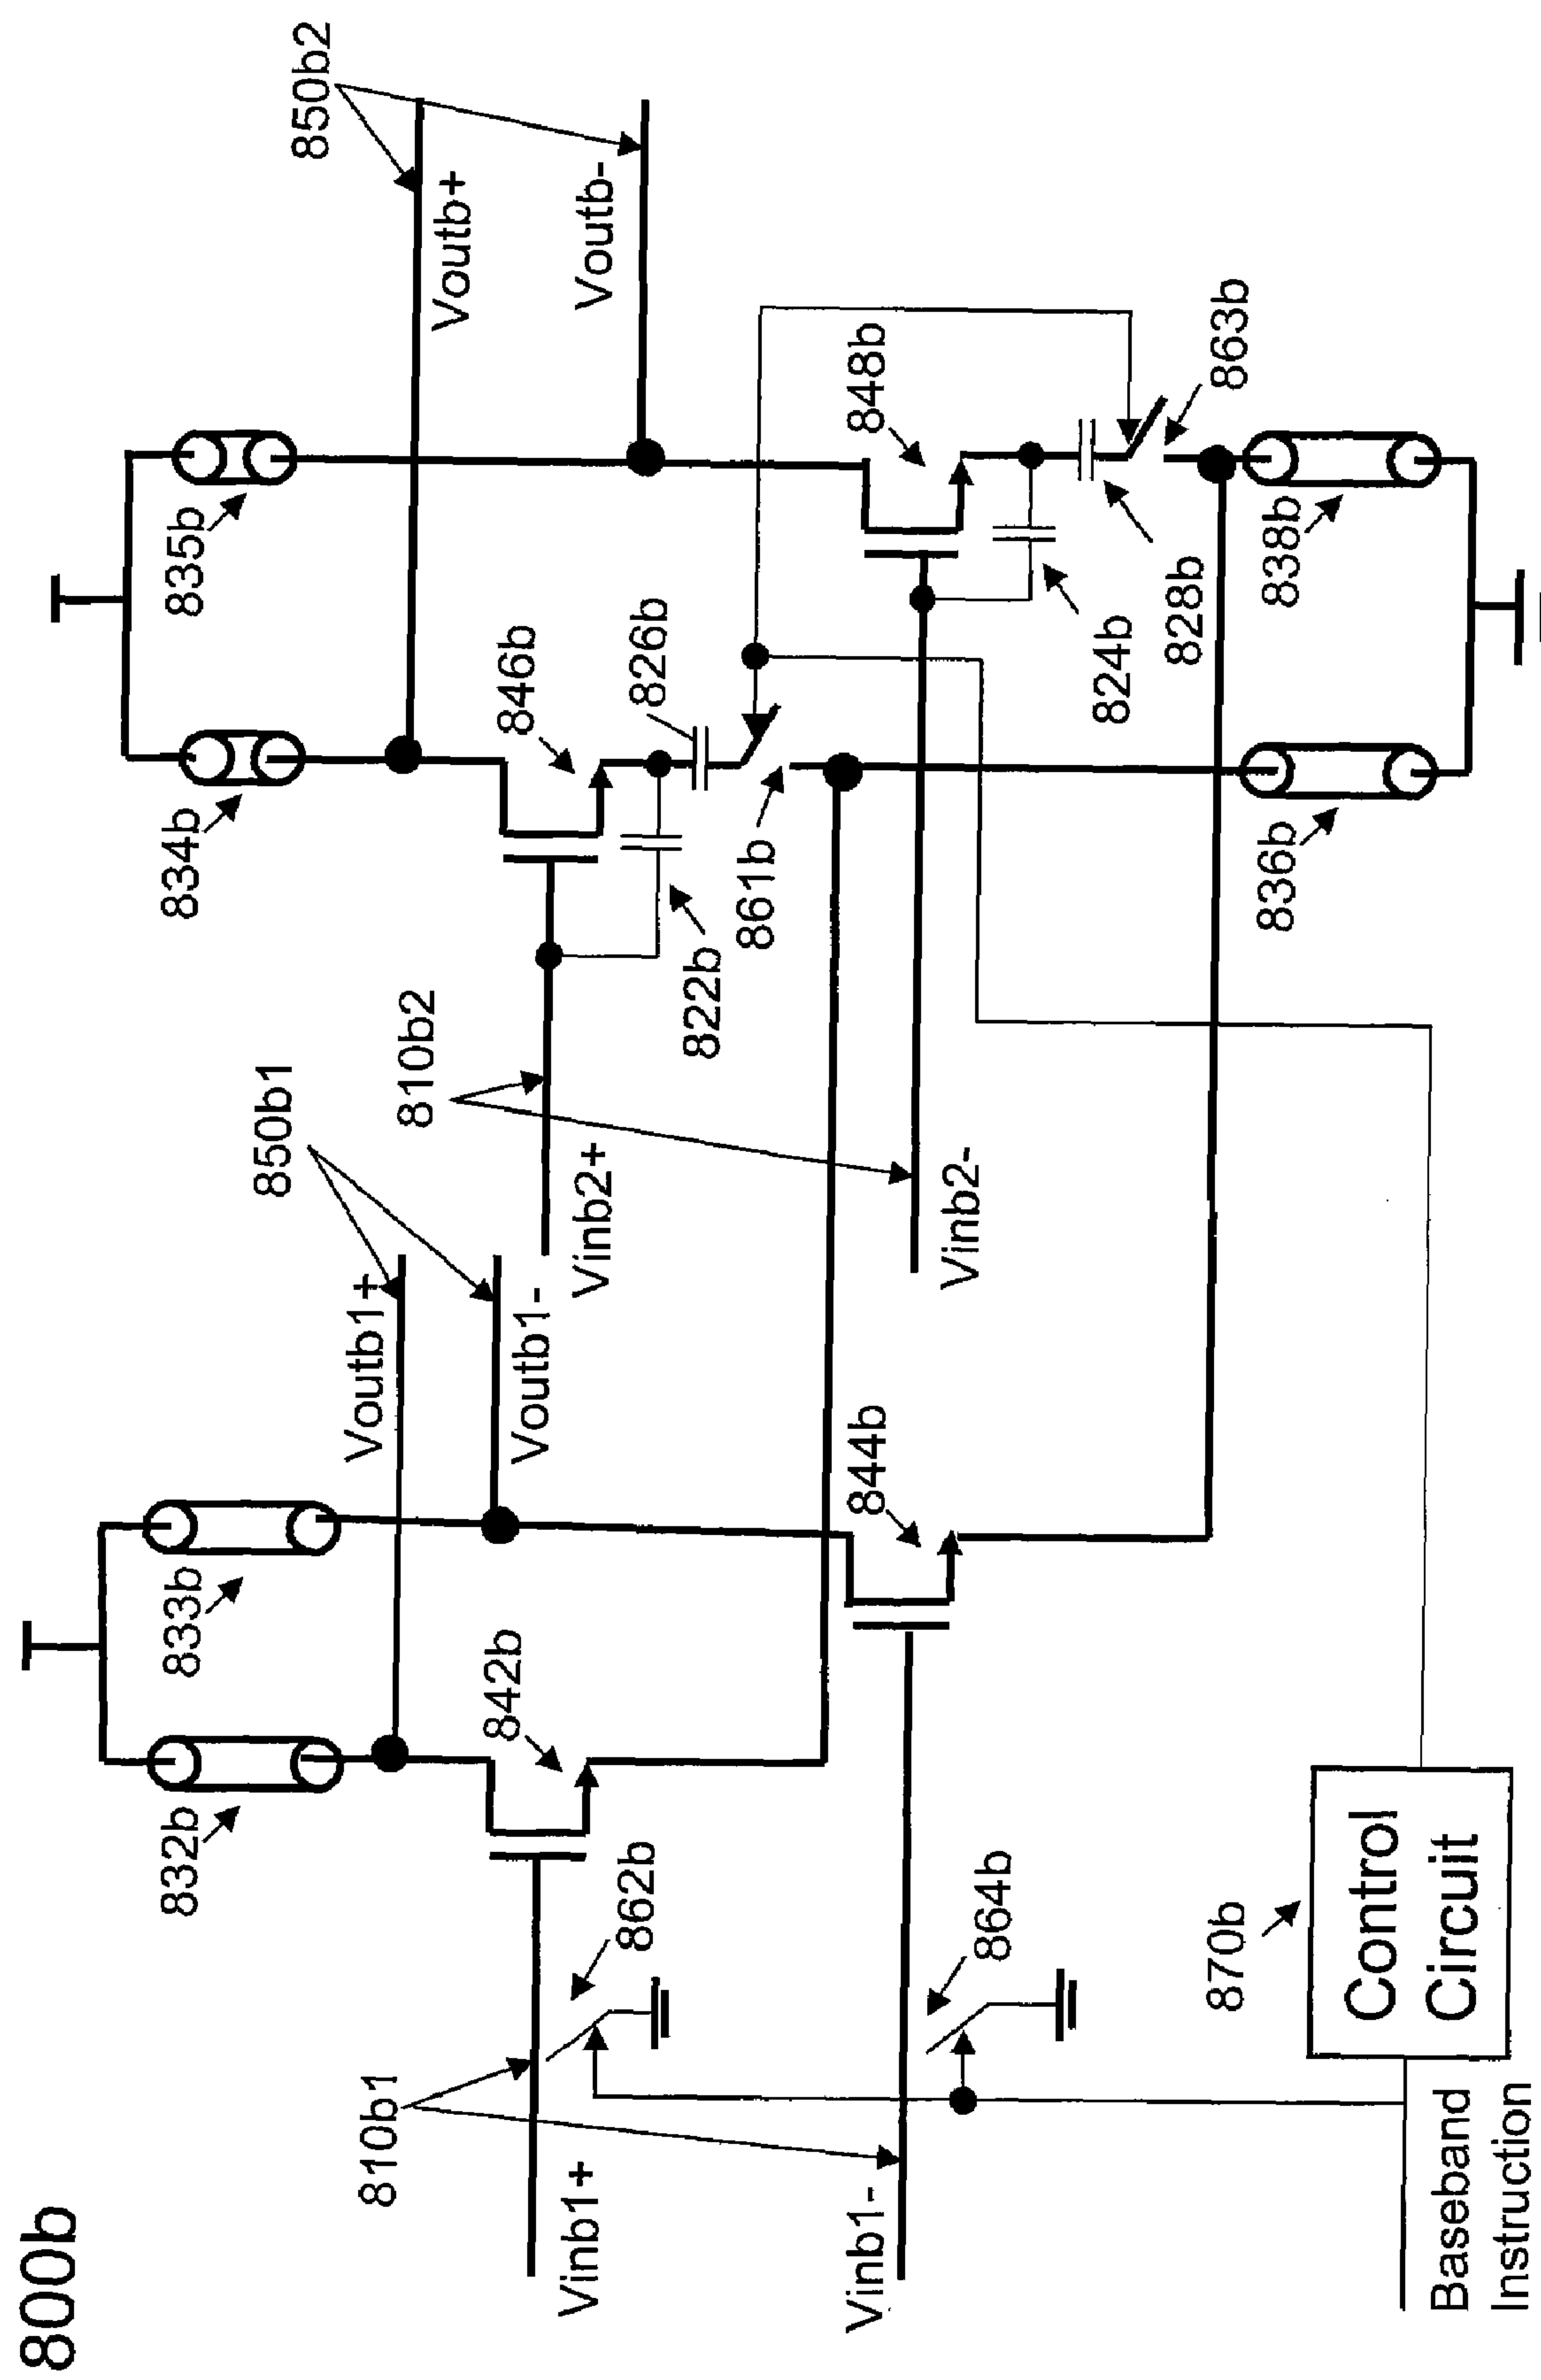 800b
850b2
Voutb+
Voutb-
834b
835b
846b
826b
848b
863b
861b
822b
824b
828b
838b
836b
810b2
Vinb2+
Vinb2-
850b1
Voutb1+
Voutb1-
832b
833b
842b
844b
862b
864b
810b1
Vinb1+
Vinb1-
870b
Control
Circuit
Baseband
Instruction